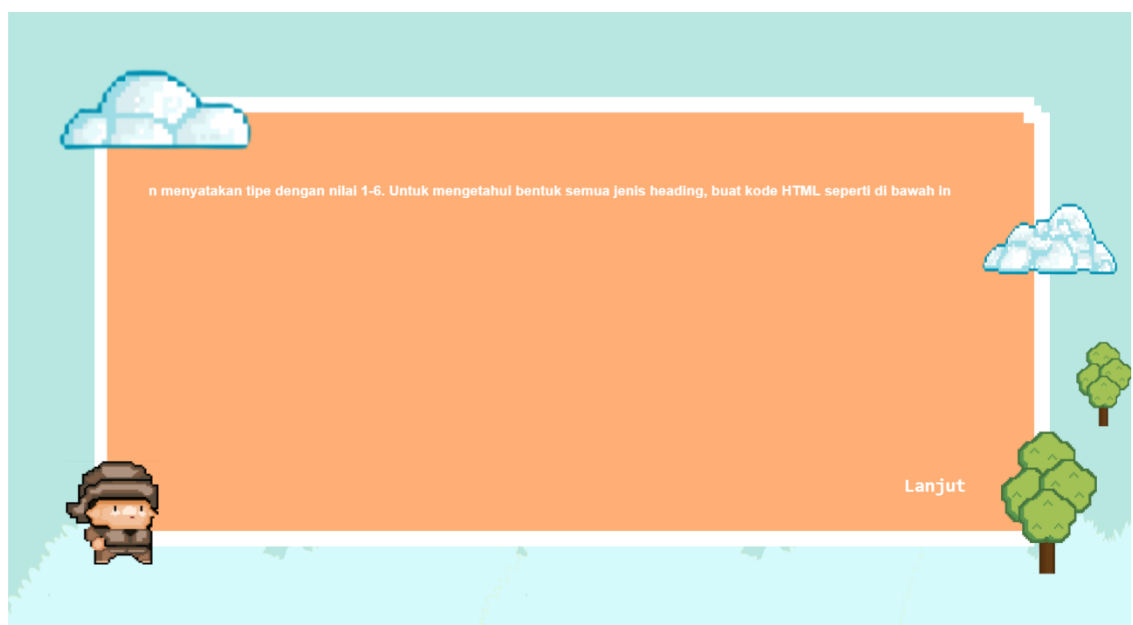 n menyatakan tipe dengan nilai 1-6. Untuk mengetahui bentuk semua jenis heading, buat kode HTML seperti di bawah in
Lanjut